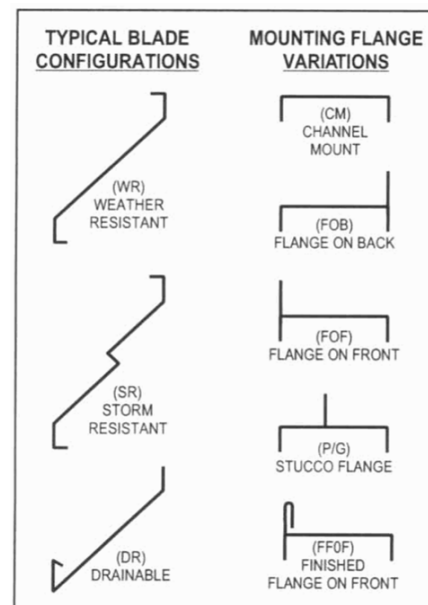 TYPICAL BLADE
CONFIGURATIONS
(WR)
WEATHER
RESISTANT
(SR)
STORM
RESISTANT
(DR)
DRAINABLE
MOUNTING FLANGE
VARIATIONS
(CM)
CHANNEL
MOUNT
(FOB)
FLANGE ON BACK
(FOF)
FLANGE ON FRONT
(P/G)
STUCCO FLANGE
(FF0F)
FINISHED
FLANGE ON FRONT